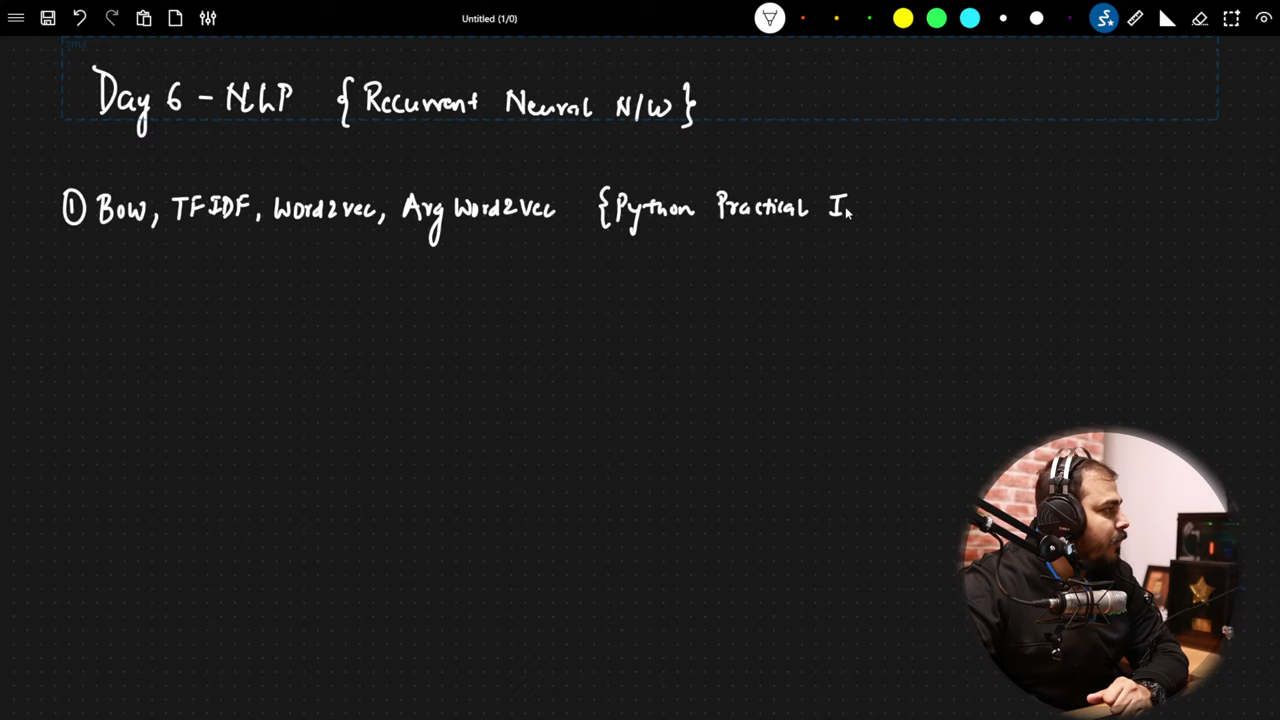 Untitled (1/0)
Day 6 - NLP { Recurrent Neural N/W }
① BOW, TFIDF, Word2vec, Avg Word2Vec { Python Practical I